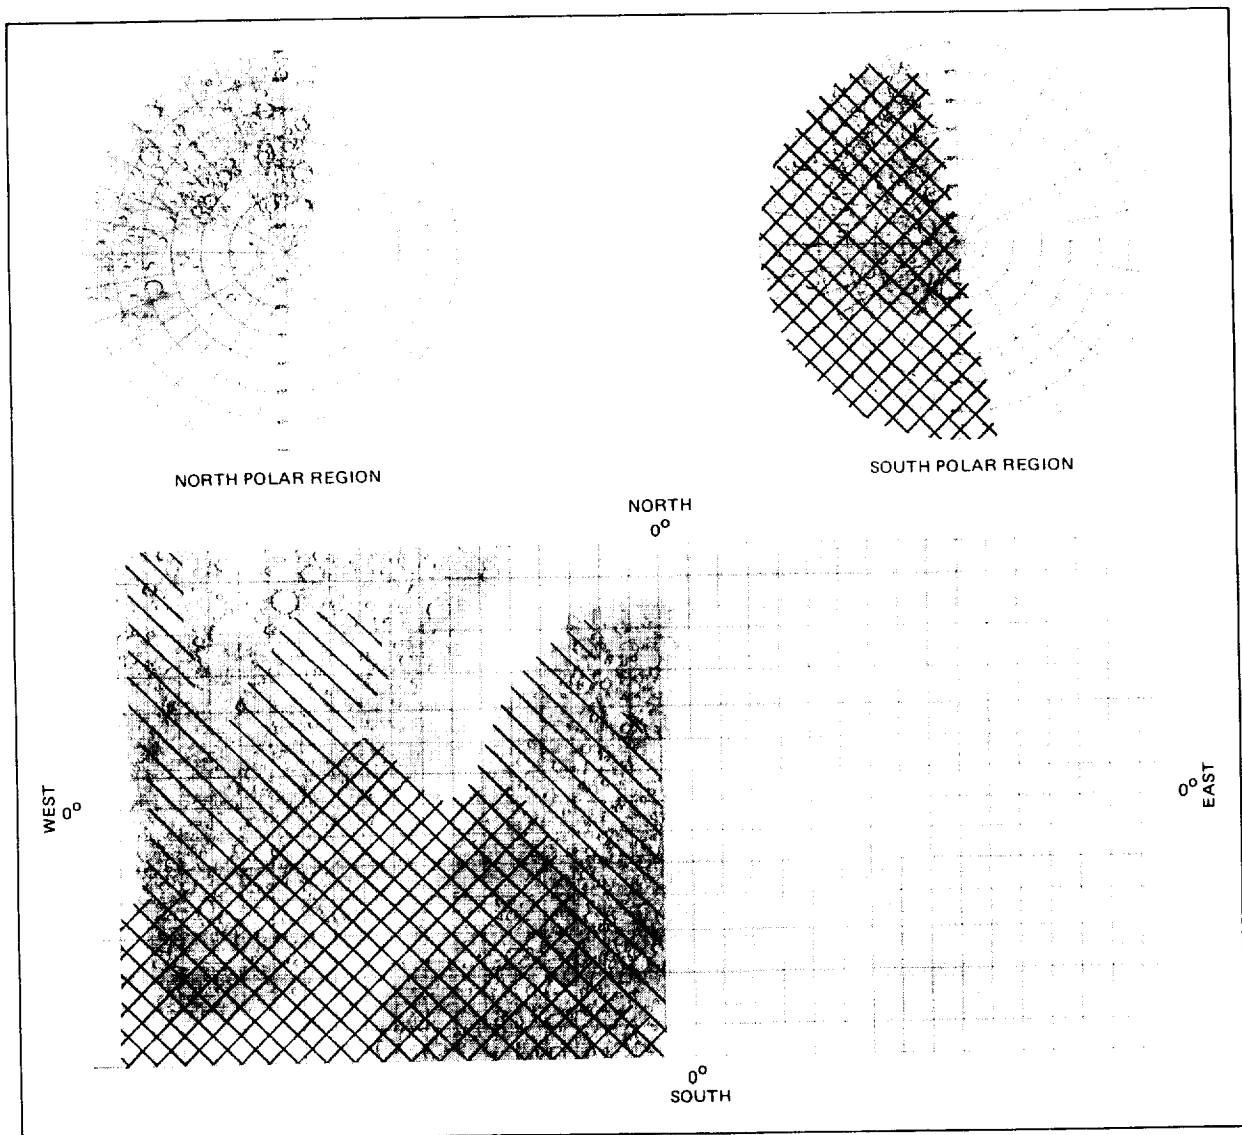 NORTH POLAR REGION
SOUTH POLAR REGION
NORTH
0°
WEST
0°
0°
EAST
0°
SOUTH